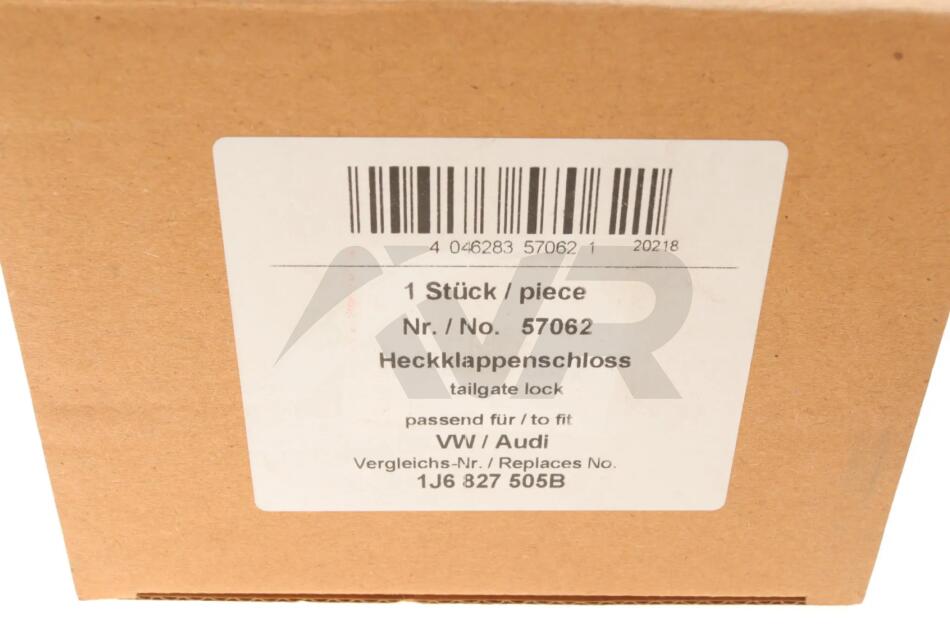 4 046283 57062 1 20218
1 Stück / piece
Nr. / No. 57062
Heckklappenschloss
tailgate lock
passend für / to fit
VW / Audi
Vergleichs-Nr. / Replaces No.
1J6 827 505B